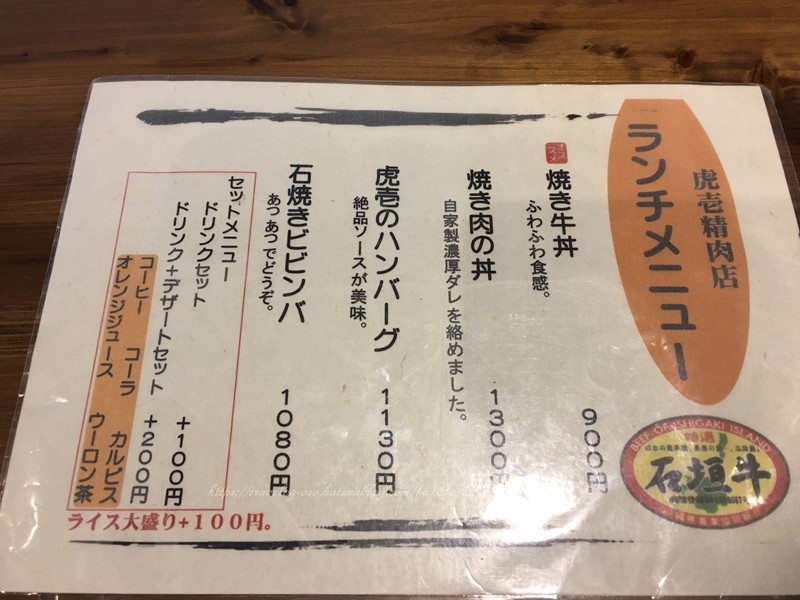 虎壱精肉店
ランチメニュー
BEEF OF ISHIGAKI ISLAND
特選
石垣牛
オススメ
焼き牛丼 900円
ふわふわ食感。
焼き肉の丼 1300円
自家製濃厚ダレを絡めました。
虎壱のハンバーグ 1130円
絶品ソースが美味。
石焼きビビンバ 1080円
あつあつでどうぞ。
セットメニュー
ドリンクセット +100円
ドリンク+デザートセット +200円
コーヒー コーラ カルピス
オレンジジュース ウーロン茶
ライス大盛り+100円。